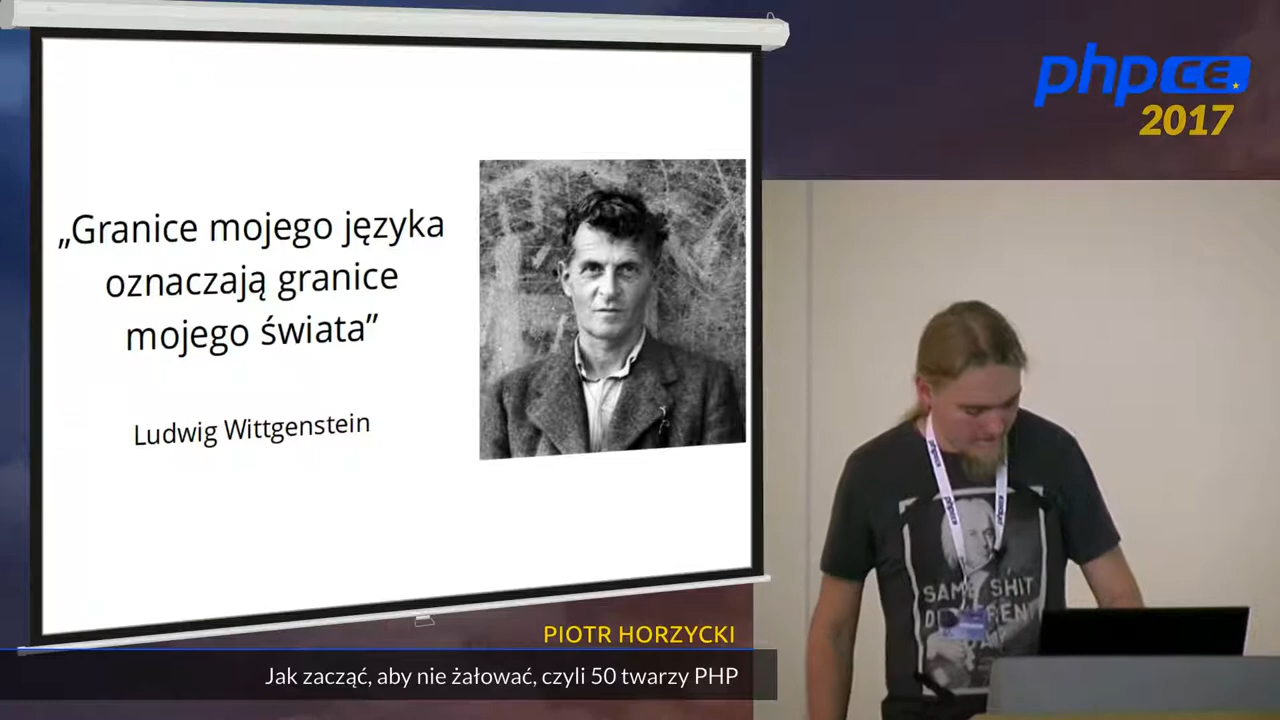 „Granice mojego języka
oznaczają granice
mojego świata”
Ludwig Wittgenstein
phpCE
2017
SAME SHIT
PIOTR HORZYCKI
Jak zacząć, aby nie żałować, czyli 50 twarzy PHP